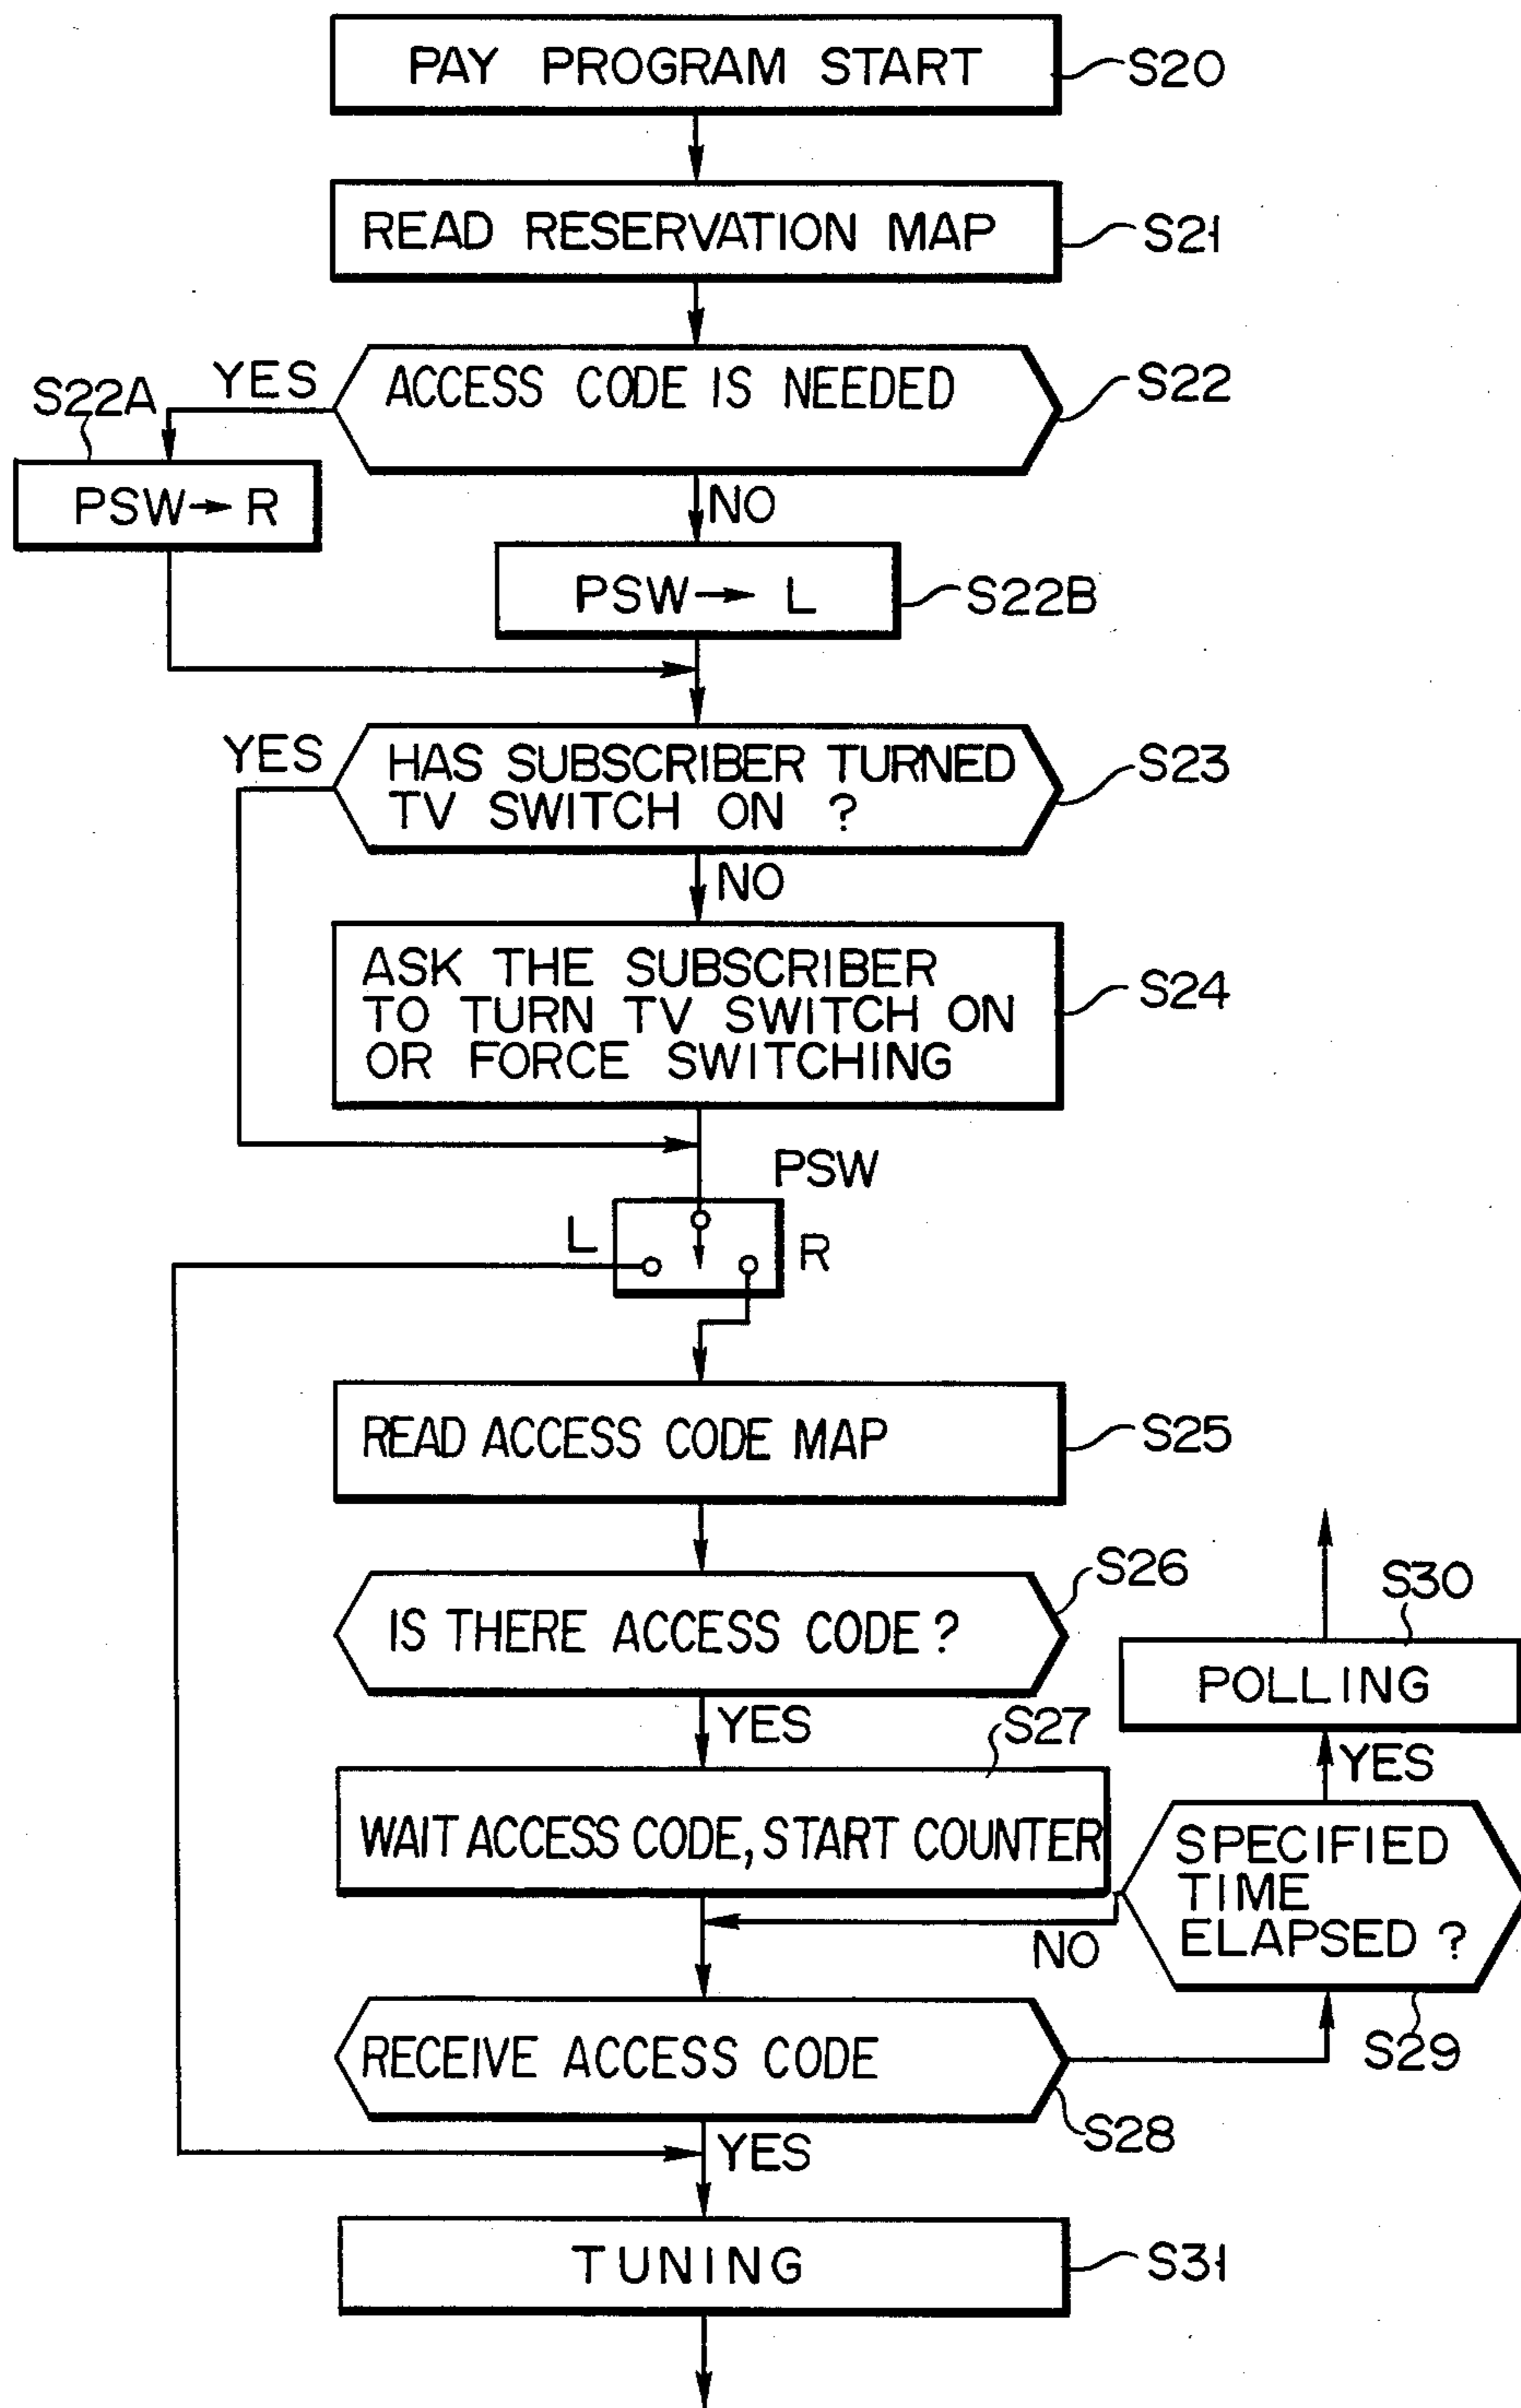 PAY PROGRAM START
S20
READ RESERVATION MAP
S21
YES
ACCESS CODE IS NEEDED
S22
S22A
PSW→R
NO
PSW→ L
S22B
YES
HAS SUBSCRIBER TURNED
TV SWITCH ON ?
S23
NO
ASK THE SUBSCRIBER
TO TURN TV SWITCH ON
OR FORCE SWITCHING
S24
PSW
L
R
READ ACCESS CODE MAP
S25
IS THERE ACCESS CODE ?
S26
S30
POLLING
YES
S27
YES
WAIT ACCESS CODE, START COUNTER
SPECIFIED
TIME
ELAPSED ?
NO
S29
RECEIVE ACCESS CODE
S28
YES
TUNING
S31